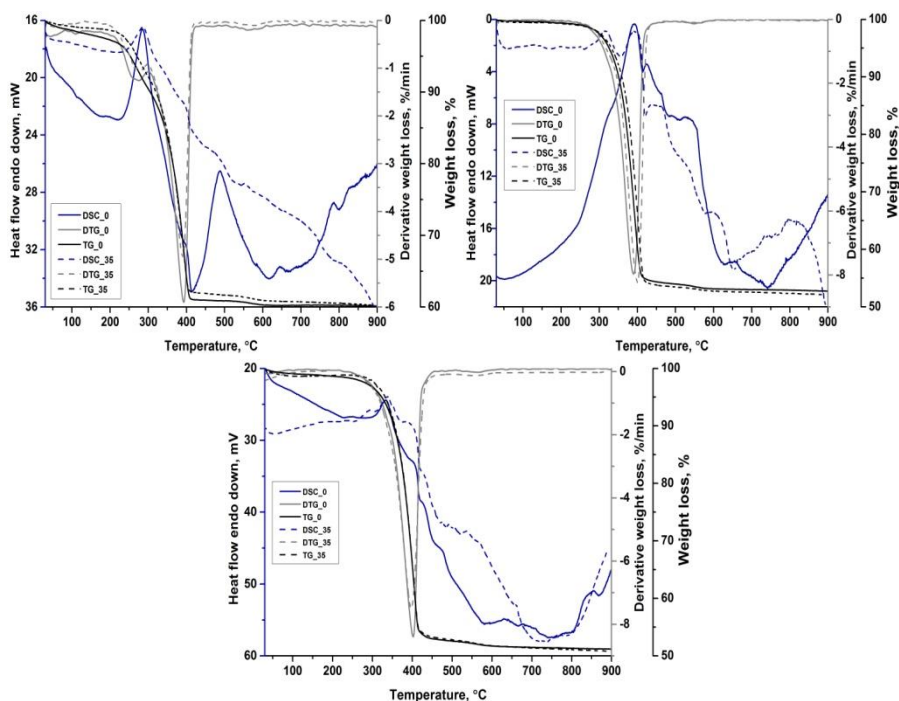 Heat flow endo down, mW
16
20
24
28
32
36
DSC_0
DTG_0
TG_0
DSC_35
DTG_35
TG_35
100 200 300 400 500 600 700 800 900
Temperature, °C
0
-1
-2
-3
-4
-5
-6
Derivative weight loss, %/min
100
90
80
70
60
Weight loss, %
Heat flow endo down, mW
0
4
8
12
16
20
DSC_0
DTG_0
TG_0
DSC_35
DTG_35
TG_35
100 200 300 400 500 600 700 800 900
Temperature, °C
0
-2
-4
-6
-8
Derivative weight loss, %/min
100
90
80
70
60
50
Weight loss, %
Heat flow endo down, mV
20
30
40
50
60
DSC_0
DTG_0
TG_0
DSC_35
DTG_35
TG_35
100 200 300 400 500 600 700 800 900
Temperature, °C
0
-2
-4
-6
-8
Derivative weight loss, %/min
100
90
80
70
60
50
Weight loss, %